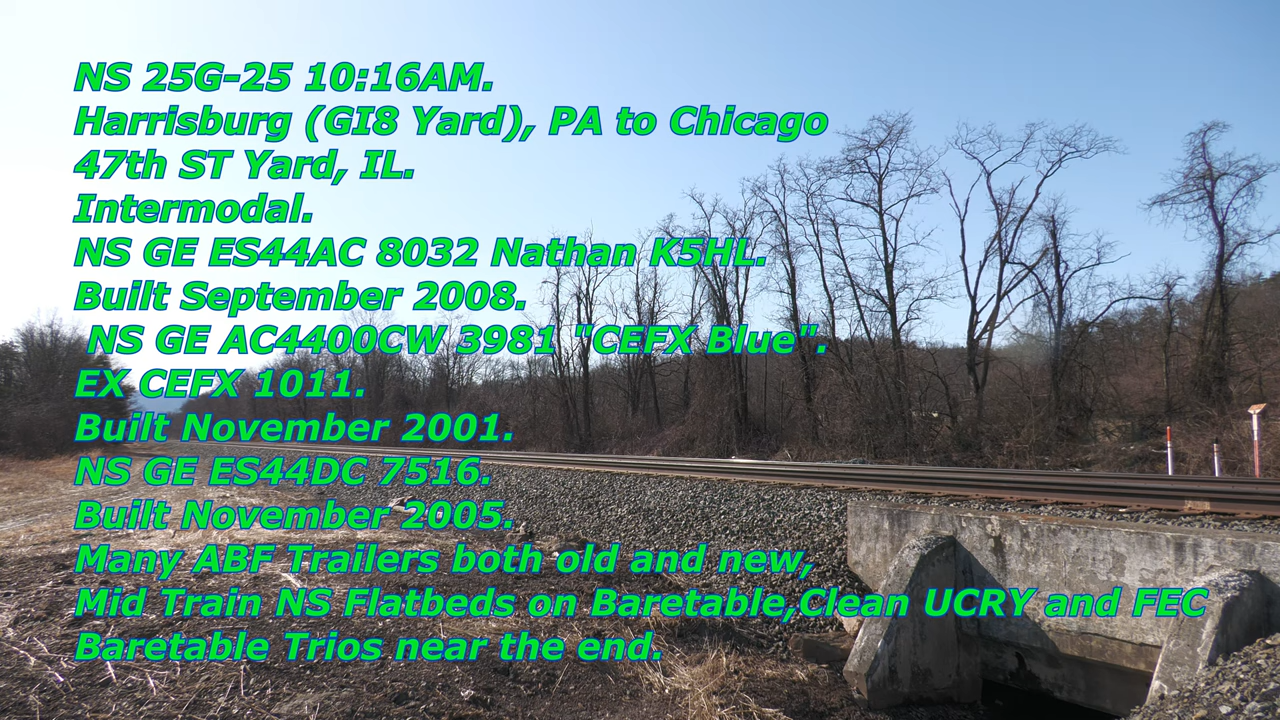 NS 25G-25 10:16AM.
Harrisburg (GI8 Yard), PA to Chicago
47th ST Yard, IL.
Intermodal.
NS GE ES44AC 8032 Nathan K5HL.
Built September 2008.
NS GE AC4400CW 3981 "CEFX Blue".
EX CEFX 1011.
Built November 2001.
NS GE ES44DC 7516.
Built November 2005.
Many ABF Trailers both old and new,
Mid Train NS Flatbeds on Baretable,Clean UCRY and FEC
Baretable Trios near the end.